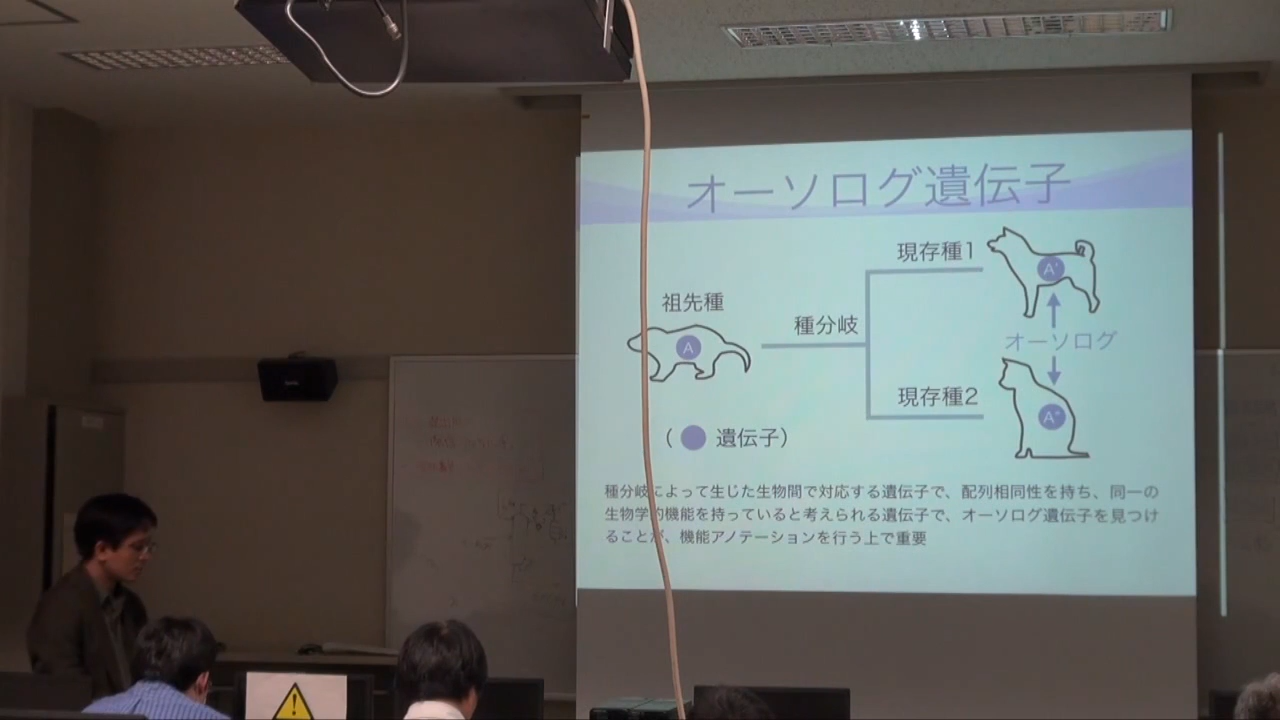 オーソログ遺伝子
現存種1
A'
祖先種
種分岐
A
オーソログ
現存種2
A"
(● 遺伝子)
種分岐によって生じた生物間で対応する遺伝子で、配列相同性を持ち、同一の
生物学的機能を持っていると考えられる遺伝子で、オーソログ遺伝子を見つけ
ることが、機能アノテーションを行う上で重要